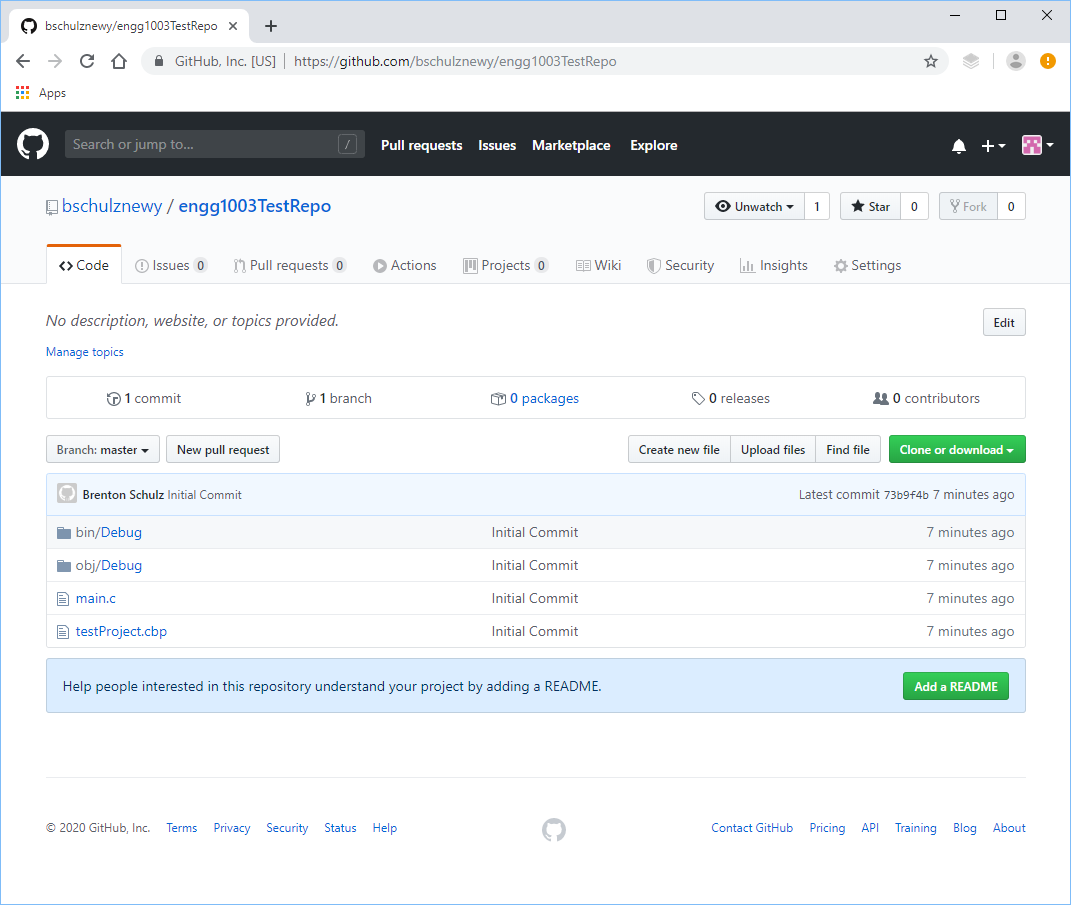 bschulznewy/engg1003TestRepo
GitHub, Inc. [US] https://github.com/bschulznewy/engg1003TestRepo
Apps
Search or jump to... / Pull requests Issues Marketplace Explore
bschulznewy / engg1003TestRepo Unwatch 1 Star 0 Fork 0
Code Issues 0 Pull requests 0 Actions Projects 0 Wiki Security Insights Settings
No description, website, or topics provided. Edit
Manage topics
1 commit 1 branch 0 packages 0 releases 0 contributors
Branch: master New pull request Create new file Upload files Find file Clone or download
Brenton Schulz Initial Commit Latest commit 73b9f4b 7 minutes ago
bin/Debug Initial Commit 7 minutes ago
obj/Debug Initial Commit 7 minutes ago
main.c Initial Commit 7 minutes ago
testProject.cbp Initial Commit 7 minutes ago
Help people interested in this repository understand your project by adding a README. Add a README
© 2020 GitHub, Inc. Terms Privacy Security Status Help Contact GitHub Pricing API Training Blog About